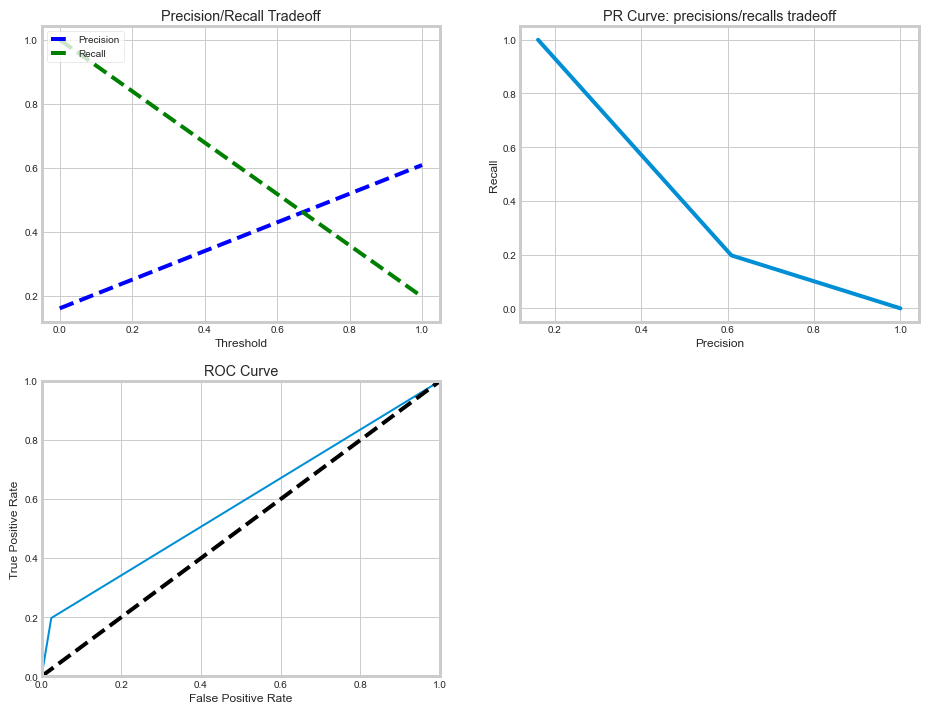 Precision/Recall Tradeoff
1.0
0.8
0.6
0.4
0.2
Precision
Recall
0.0 0.2 0.4 0.6 0.8 1.0
Threshold
PR Curve: precisions/recalls tradeoff
Recall
1.0
0.8
0.6
0.4
0.2
0.0
0.2 0.4 0.6 0.8 1.0
Precision
ROC Curve
True Positive Rate
1.0
0.8
0.6
0.4
0.2
0.0
0.0 0.2 0.4 0.6 0.8 1.0
False Positive Rate